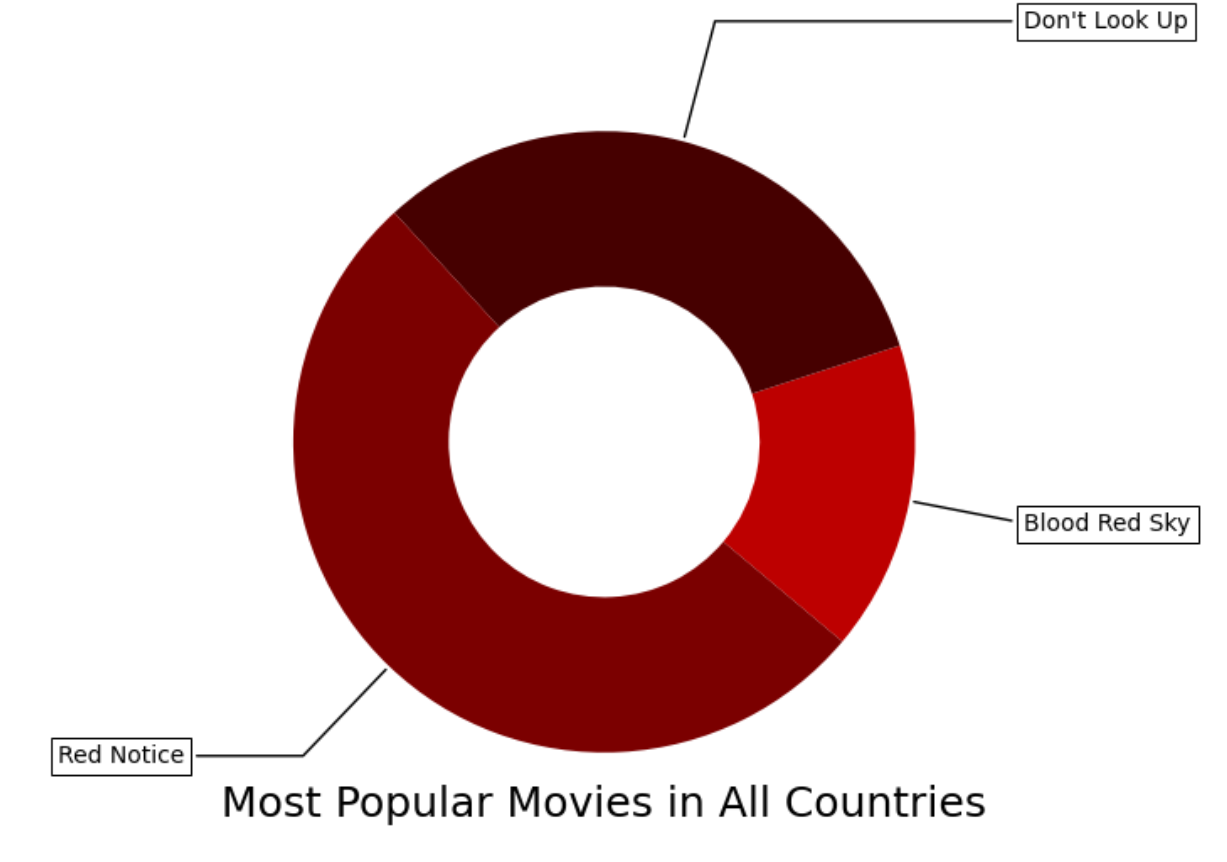 Don't Look Up
Blood Red Sky
Red Notice
Most Popular Movies in All Countries